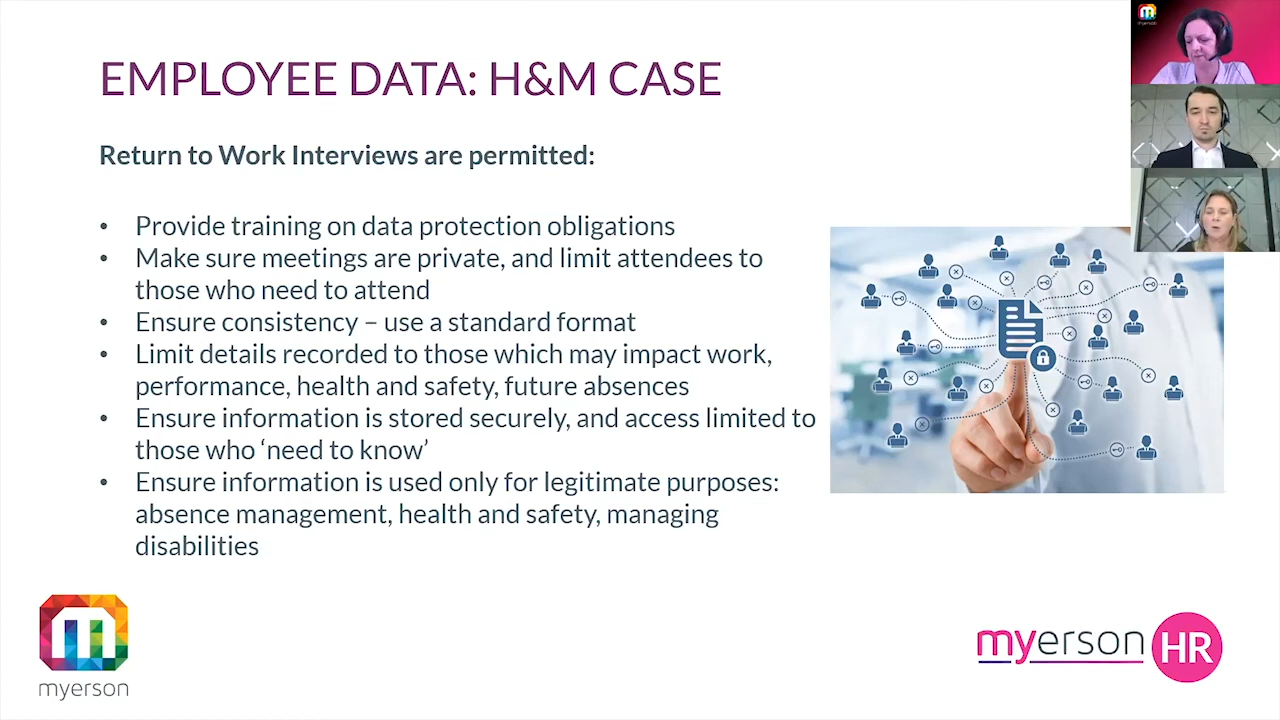 EMPLOYEE DATA: H&M CASE
Return to Work Interviews are permitted:
• Provide training on data protection obligations
• Make sure meetings are private, and limit attendees to
those who need to attend
• Ensure consistency – use a standard format
• Limit details recorded to those which may impact work,
performance, health and safety, future absences
• Ensure information is stored securely, and access limited to
those who ‘need to know’
• Ensure information is used only for legitimate purposes:
absence management, health and safety, managing
disabilities
myerson
myerson HR
myerson